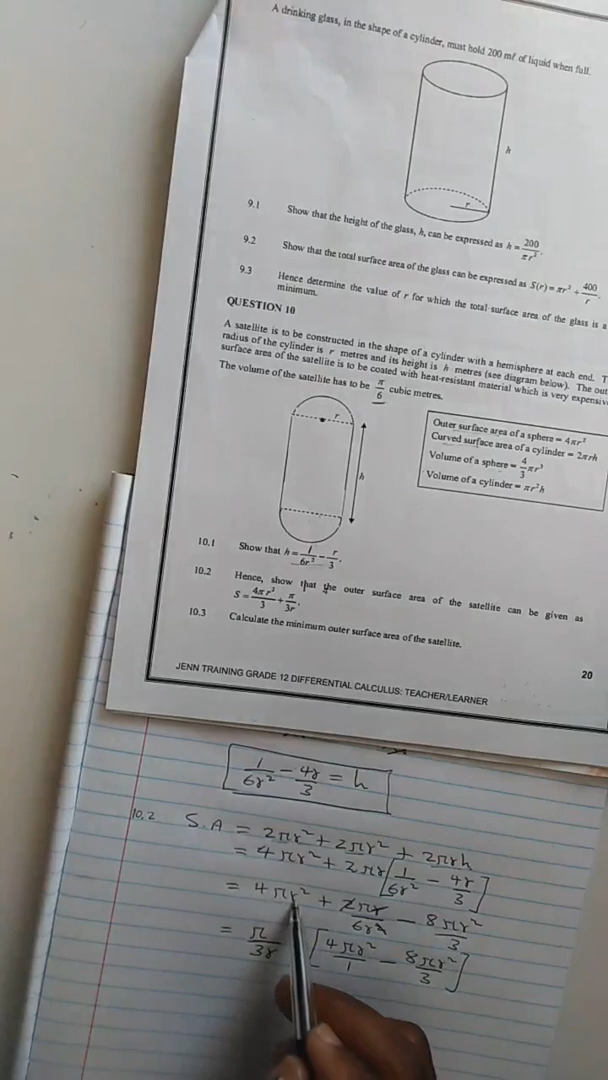 A drinking glass, in the shape of a cylinder, must hold 200 mℓ of liquid when full.
h
r
9.1 Show that the height of the glass, h, can be expressed as h = 200/πr².
9.2 Show that the total surface area of the glass can be expressed as S(r) = πr² + 400/r.
9.3 Hence determine the value of r for which the total surface area of the glass is a
minimum.
QUESTION 10
A satellite is to be constructed in the shape of a cylinder with a hemisphere at each end. T
radius of the cylinder is r metres and its height is h metres (see diagram below). The out
surface area of the satellite is to be coated with heat-resistant material which is very expensive
The volume of the satellite has to be π/6 cubic metres.
r
h
Outer surface area of a sphere = 4πr²
Curved surface area of a cylinder = 2πrh
Volume of a sphere = 4/3 πr³
Volume of a cylinder = πr²h
10.1 Show that h = 1/6r² − r/3.
10.2 Hence, show that the outer surface area of the satellite can be given as
S = 4πr²/3 + π/3r.
10.3 Calculate the minimum outer surface area of the satellite.
20
JENN TRAINING GRADE 12 DIFFERENTIAL CALCULUS: TEACHER/LEARNER
1/6r² − 4r/3 = h
10.2 S.A = 2πr² + 2πr² + 2πrh
= 4πr² + 2πr[1/6r² − 4r/3]
= 4πr² + 2πr/6r² − 8πr²/3
= π/3r [4πr²/1 − 8πr²/3]